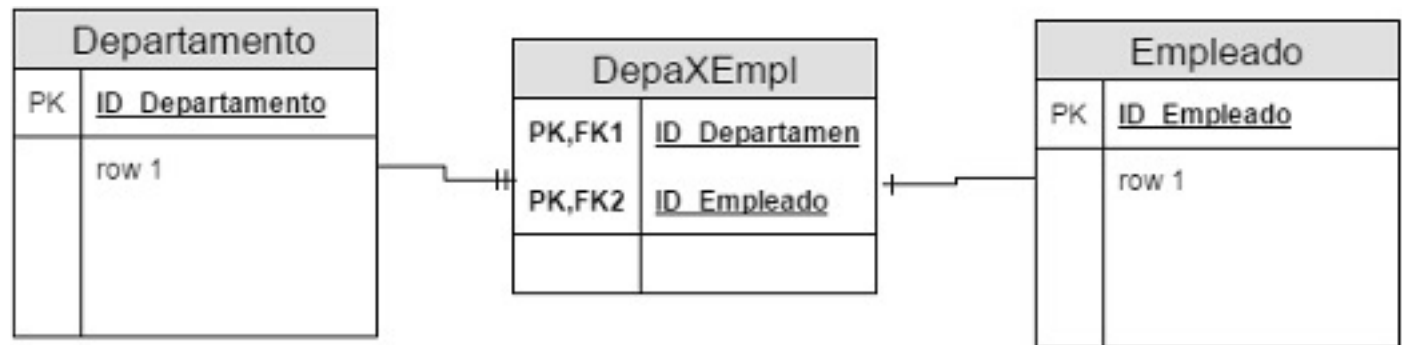 Departamento
PK ID_Departamento
row 1
DepaXEmpl
PK,FK1 ID_Departamen
PK,FK2 ID_Empleado
Empleado
PK ID_Empleado
row 1